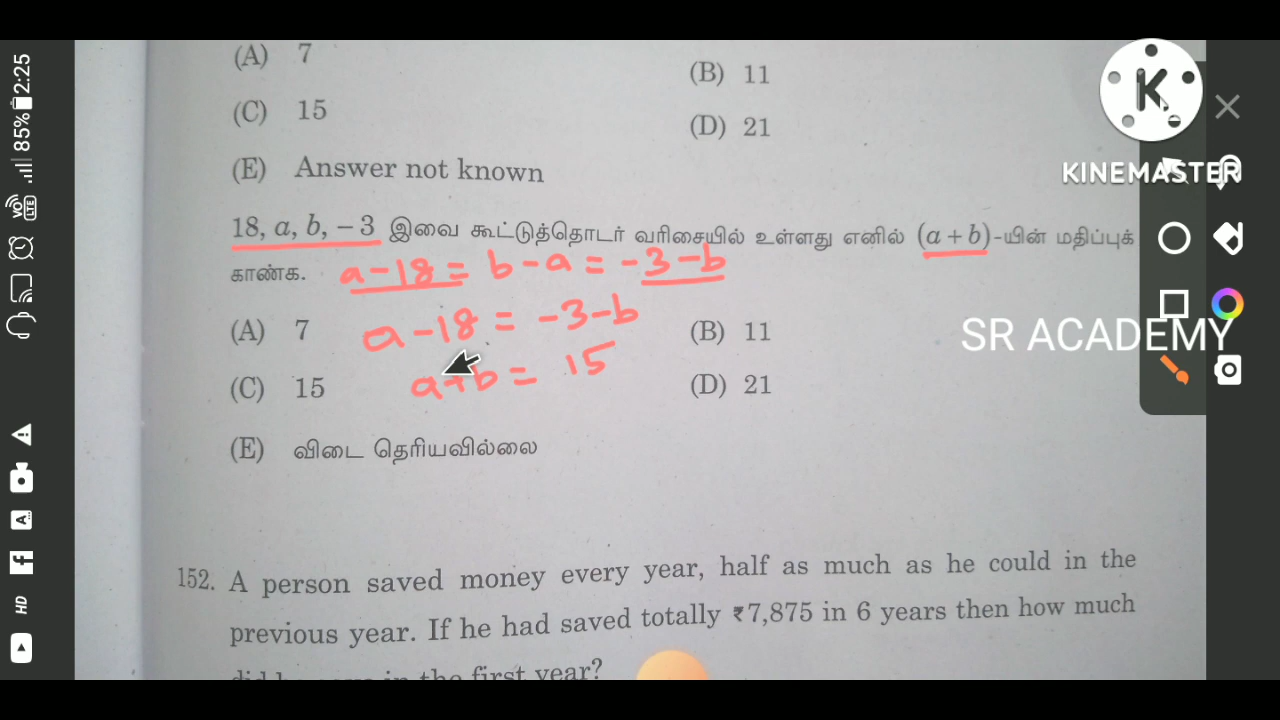 2:25
85%
VO)
LTE
HD
(A) 7
(B) 11
(C) 15
(D) 21
(E) Answer not known
KINEMASTER
18, a, b, – 3 இவை கூட்டுத்தொடர் வரிசையில் உள்ளது எனில் (a + b)-யின் மதிப்புக்
காண்க.
a - 18 = b - a = -3 - b
(A) 7
a - 18 = -3 - b
(B) 11
SR ACADEMY
(C) 15
a + b = 15
(D) 21
(E) விடை தெரியவில்லை
152. A person saved money every year, half as much as he could in the
previous year. If he had saved totally ₹7,875 in 6 years then how much
the first year?